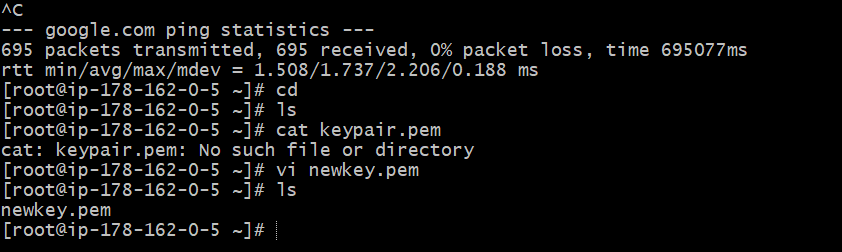 ^C
--- google.com ping statistics ---
695 packets transmitted, 695 received, 0% packet loss, time 695077ms
rtt min/avg/max/mdev = 1.508/1.737/2.206/0.188 ms
[root@ip-178-162-0-5 ~]# cd
[root@ip-178-162-0-5 ~]# ls
[root@ip-178-162-0-5 ~]# cat keypair.pem
cat: keypair.pem: No such file or directory
[root@ip-178-162-0-5 ~]# vi newkey.pem
[root@ip-178-162-0-5 ~]# ls
newkey.pem
[root@ip-178-162-0-5 ~]#